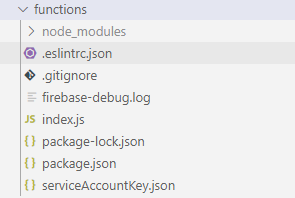 functions
node_modules
.eslintrc.json
.gitignore
firebase-debug.log
index.js
package-lock.json
package.json
serviceAccountKey.json